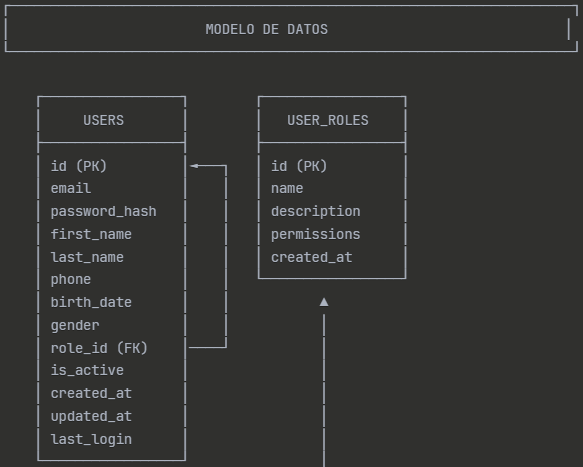 MODELO DE DATOS
USERS
id (PK)
email
password_hash
first_name
last_name
phone
birth_date
gender
role_id (FK)
is_active
created_at
updated_at
last_login
USER_ROLES
id (PK)
name
description
permissions
created_at